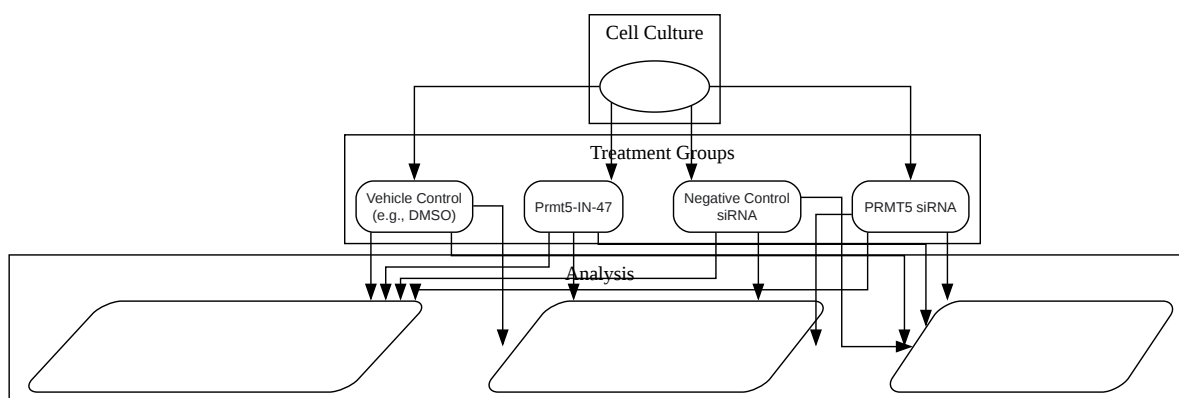 Cell Culture
Treatment Groups
Vehicle Control
(e.g., DMSO)
Prmt5-IN-47
Negative Control
siRNA
PRMT5 siRNA
Analysis